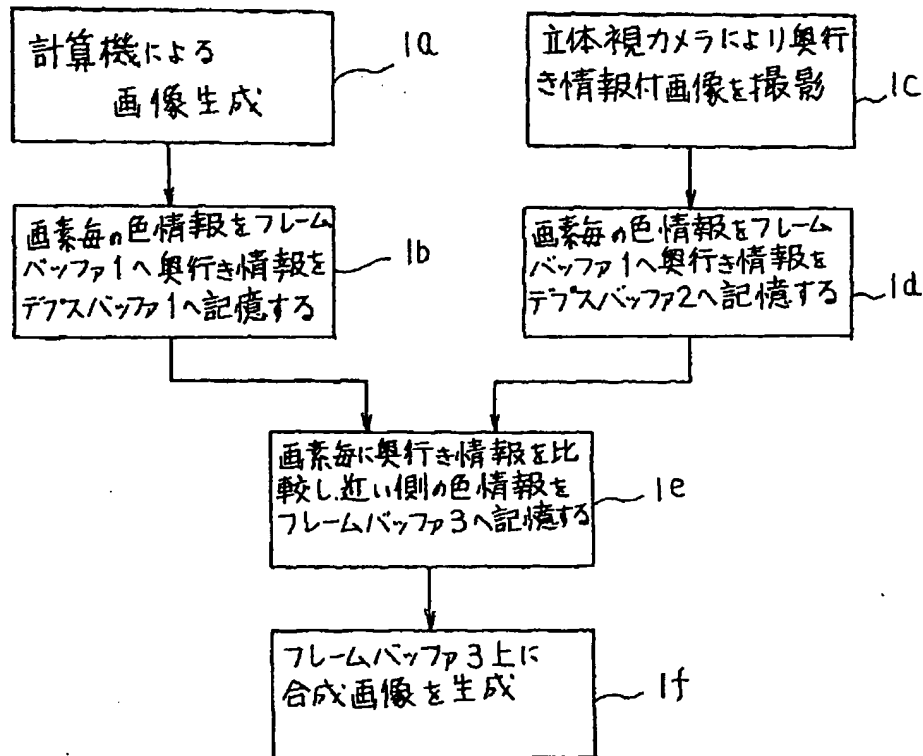 計算機による
画像生成
1a
立体視カメラにより奥行
き情報付画像を撮影
1c
画素毎の色情報をフレーム
バッファ1へ奥行き情報を
デプスバッファ1へ記憶する
1b
画素毎の色情報をフレーム
バッファ1へ奥行き情報を
デプスバッファ2へ記憶する
1d
画素毎に奥行き情報を比
較し、近い側の色情報を
フレームバッファ3へ記憶する
1e
フレームバッファ3上に
合成画像を生成
1f